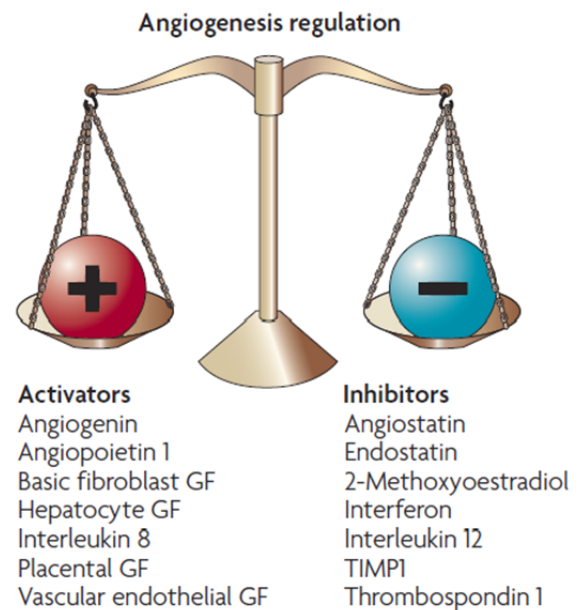 Angiogenesis regulation
+
−
Activators
Angiogenin
Angiopoietin 1
Basic fibroblast GF
Hepatocyte GF
Interleukin 8
Placental GF
Vascular endothelial GF
Inhibitors
Angiostatin
Endostatin
2-Methoxyoestradiol
Interferon
Interleukin 12
TIMP1
Thrombospondin 1